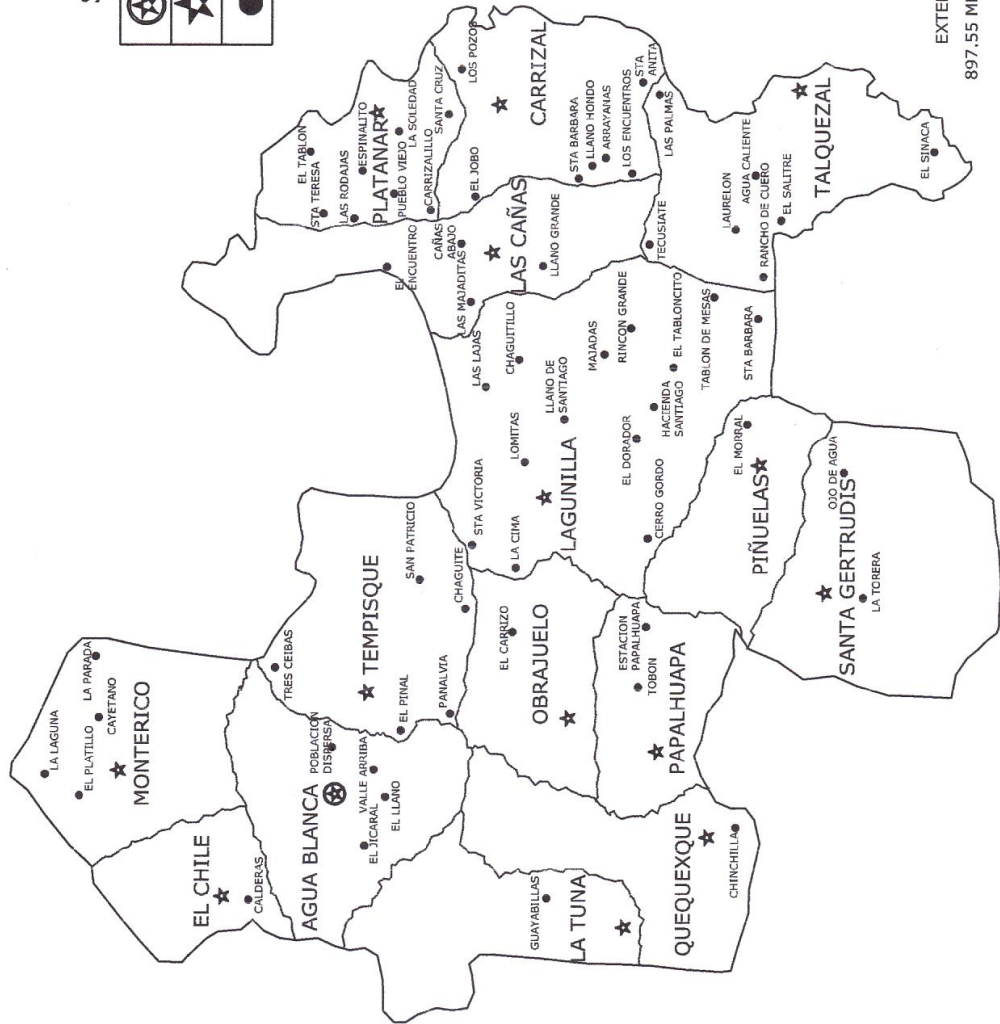 LA LAGUNA
EL PLATILLO
CAYETANO
LA PARADA
MONTERICO
EL CHILE
CALDERAS
TRES CEIBAS
TEMPISQUE
SAN PATRICIO
CHAGUITE
EL PINAL
PANALVIA
AGUA BLANCA
POBLACION
DISPERSA
VALLE ARRIBA
EL JICARAL
EL LLANO
GUAYABILLAS
LA TUNA
QUEQUEXQUE
CHINCHILLA
EL CARRIZO
OBRAJUELO
ESTACION
PAPALHUAPA
TOBON
PAPALHUAPA
STA VICTORIA
LA CIMA
LOMITAS
LAS LAJAS
CHAGUITILLO
LLANO DE
SANTIAGO
LAGUNILLA
MAJADAS
RINCON GRANDE
EL DORADOR
HACIENDA
SANTIAGO
EL TABLONCITO
CERRO GORDO
TABLON DE MESAS
STA BARBARA
EL MORRAL
PIÑUELAS
OJO DE AGUA
SANTA GERTRUDIS
LA TORERA
EL
ENCUENTRO
CAÑAS
ABAJO
LAS MAJADITAS
LAS CAÑAS
LLANO GRANDE
EL TABLON
STA TERESA
ESPINALITO
LAS RODAJAS
PLATANAR
PUEBLO VIEJO
LA SOLEDAD
CARRIZALILLO
SANTA CRUZ
LOS POZOS
EL JOBO
CARRIZAL
STA BARBARA
LLANO HONDO
ARRAYANAS
LOS ENCUENTROS
STA
ANITA
LAS PALMAS
TECUSIATE
LAURELON
AGUA CALIENTE
RANCHO DE CUERO
EL SALITRE
TALQUEZAL
EL SINACA
897.55